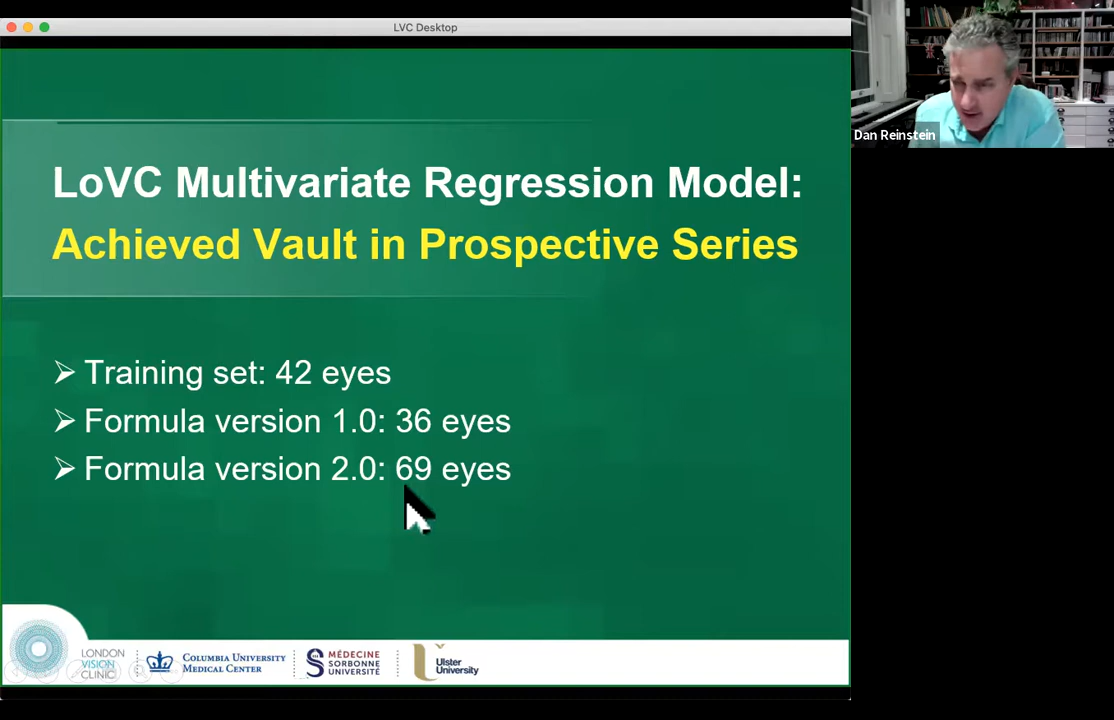 LVC Desktop
Dan Reinstein
LoVC Multivariate Regression Model:
Achieved Vault in Prospective Series
➢ Training set: 42 eyes
➢ Formula version 1.0: 36 eyes
➢ Formula version 2.0: 69 eyes
LONDON
VISION
CLINIC
COLUMBIA UNIVERSITY
MEDICAL CENTER
MÉDECINE
SORBONNE
UNIVERSITÉ
Ulster
University